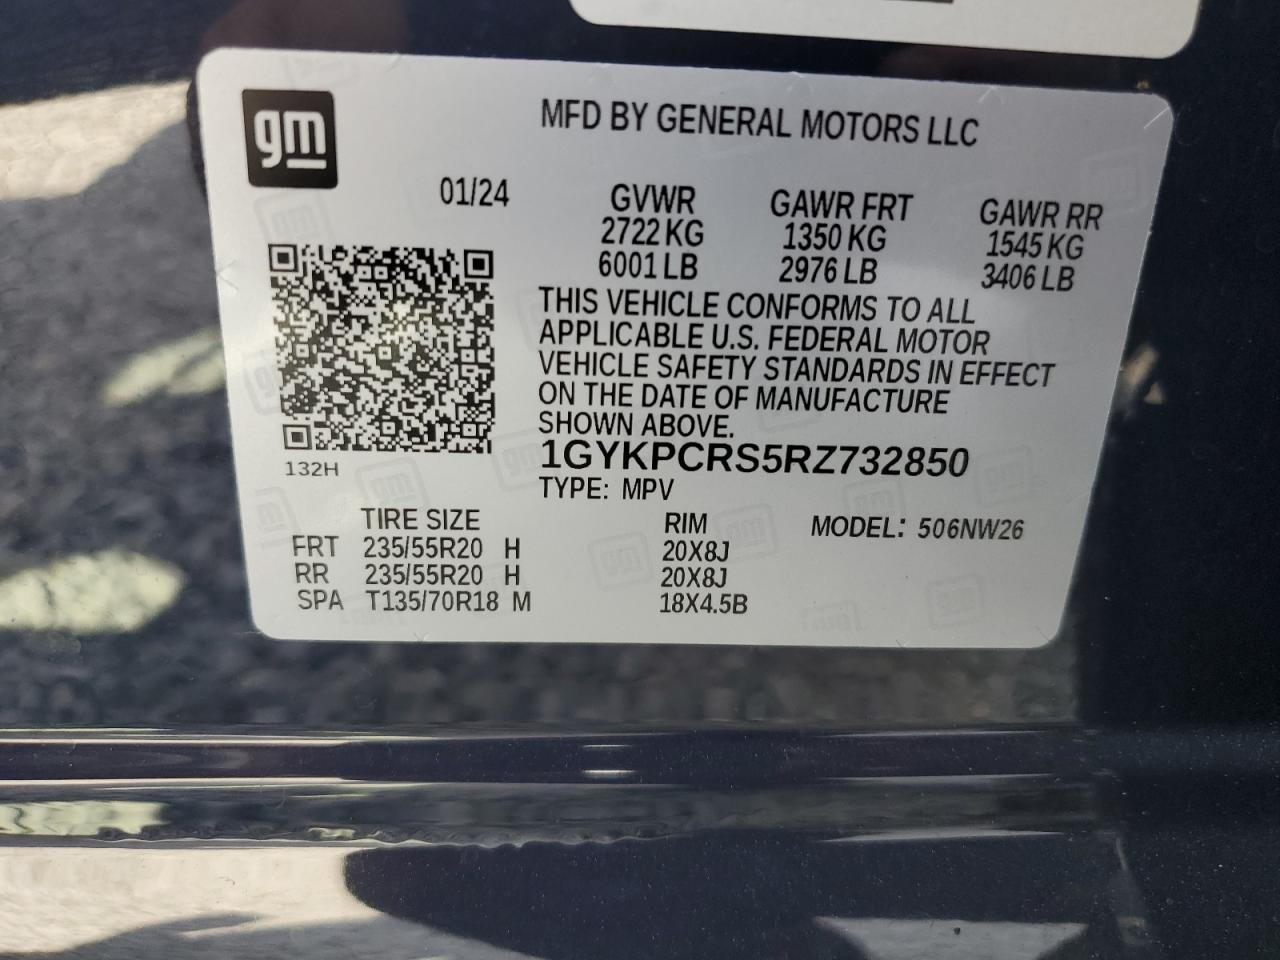 gm
MFD BY GENERAL MOTORS LLC
01/24
GVWR GAWR FRT GAWR RR
2722 KG 1350 KG 1545 KG
6001 LB 2976 LB 3406 LB
THIS VEHICLE CONFORMS TO ALL
APPLICABLE U.S. FEDERAL MOTOR
VEHICLE SAFETY STANDARDS IN EFFECT
ON THE DATE OF MANUFACTURE
SHOWN ABOVE.
1GYKPCRS5RZ732850
132H
TYPE: MPV
TIRE SIZE RIM MODEL: 506NW26
FRT 235/55R20 H 20X8J
RR 235/55R20 H 20X8J
SPA T135/70R18 M 18X4.5B